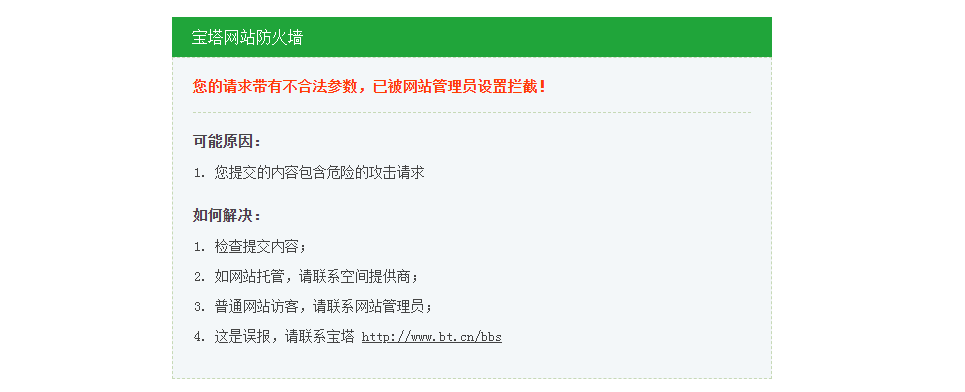 宝塔网站防火墙
您的请求带有不合法参数，已被网站管理员设置拦截！
可能原因：
1. 您提交的内容包含危险的攻击请求
如何解决：
1. 检查提交内容；
2. 如网站托管，请联系空间提供商；
3. 普通网站访客，请联系网站管理员；
4. 这是误报，请联系宝塔 http://www.bt.cn/bbs